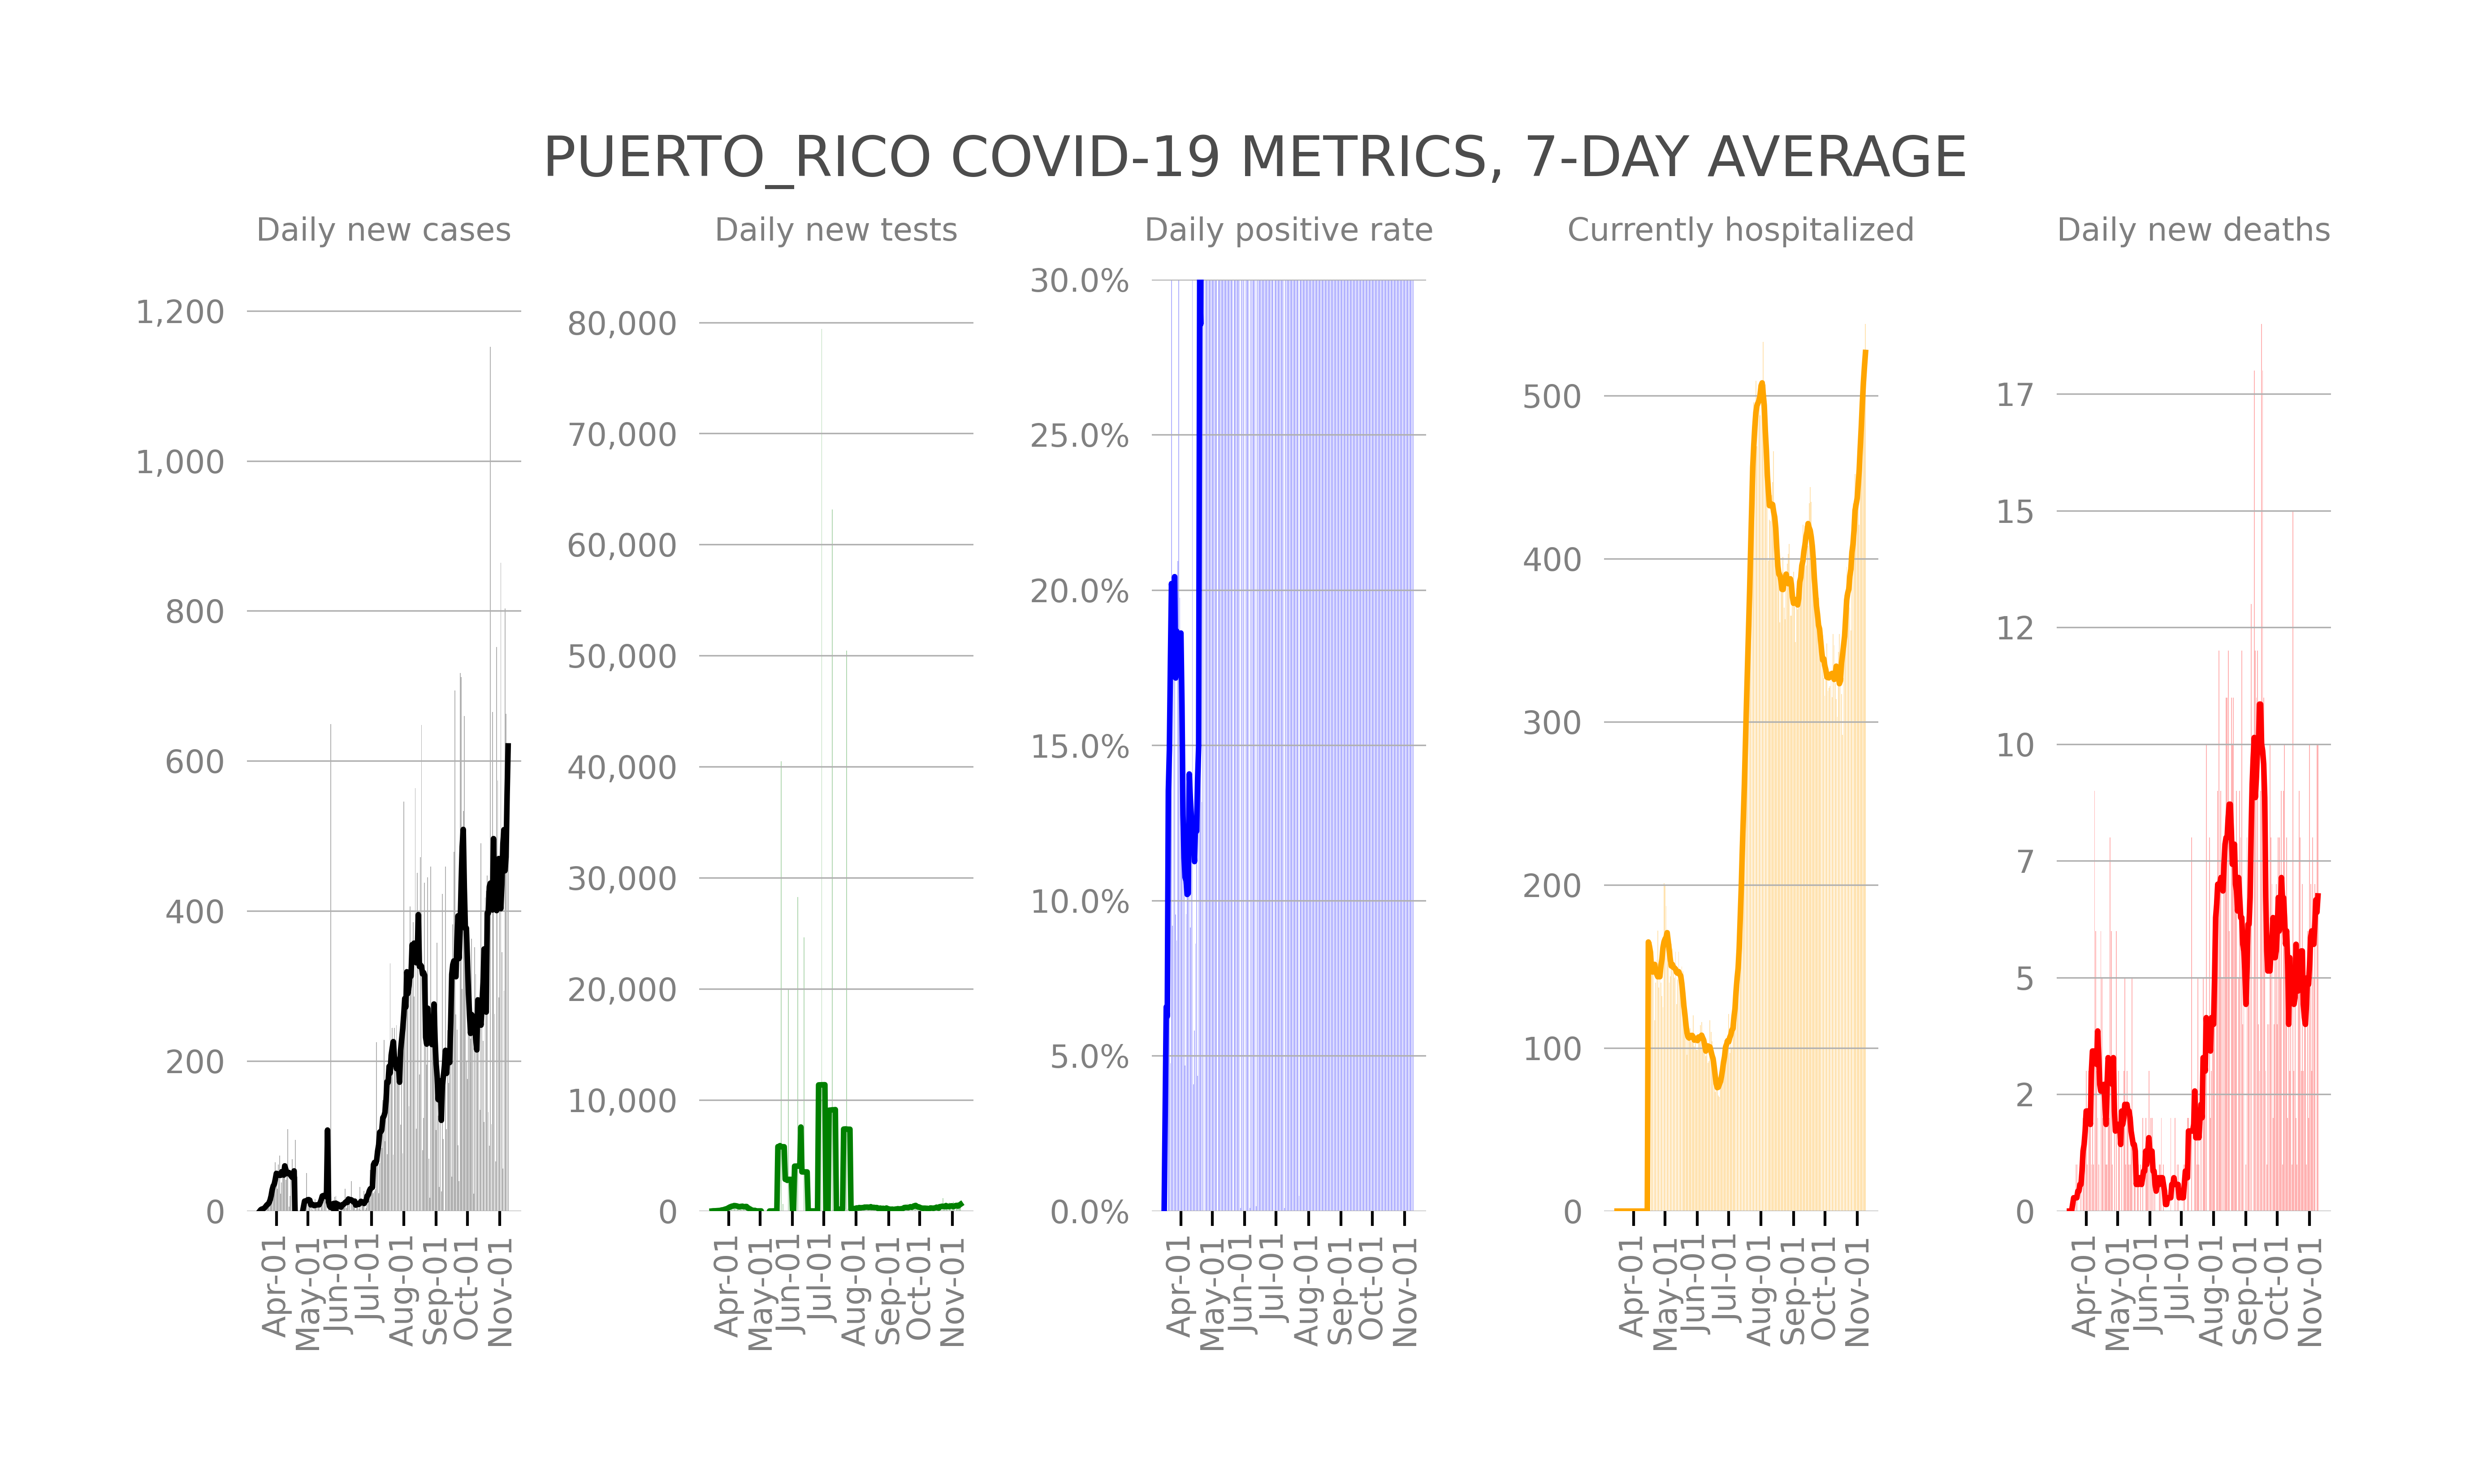 PUERTO_RICO COVID-19 METRICS, 7-DAY AVERAGE
Daily new cases
1,200
1,000
800
600
400
200
0
Apr-01
May-01
Jun-01
Jul-01
Aug-01
Sep-01
Oct-01
Nov-01
Daily new tests
80,000
70,000
60,000
50,000
40,000
30,000
20,000
10,000
0
Apr-01
May-01
Jun-01
Jul-01
Aug-01
Sep-01
Oct-01
Nov-01
Daily positive rate
30.0%
25.0%
20.0%
15.0%
10.0%
5.0%
0.0%
Apr-01
May-01
Jun-01
Jul-01
Aug-01
Sep-01
Oct-01
Nov-01
Currently hospitalized
500
400
300
200
100
0
Apr-01
May-01
Jun-01
Jul-01
Aug-01
Sep-01
Oct-01
Nov-01
Daily new deaths
17
15
12
10
7
5
2
0
Apr-01
May-01
Jun-01
Jul-01
Aug-01
Sep-01
Oct-01
Nov-01